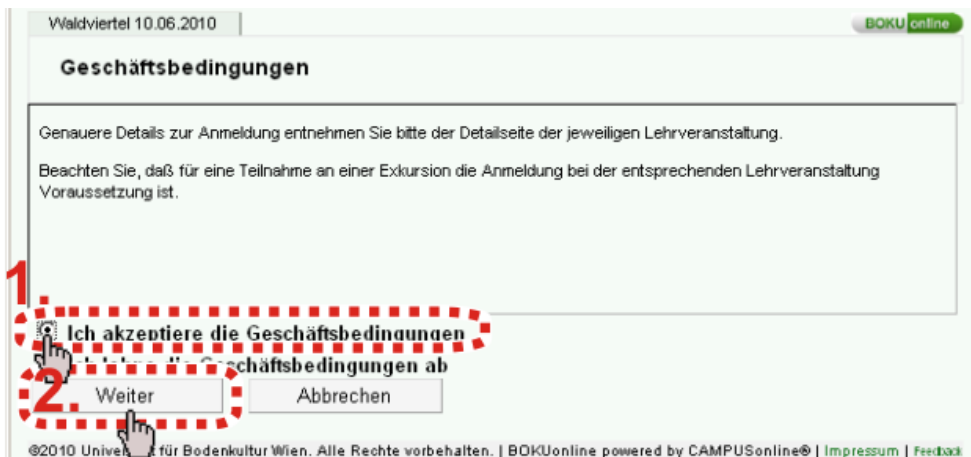 Waldviertel 10.06.2010
BOKU online
Geschäftsbedingungen
Genauere Details zur Anmeldung entnehmen Sie bitte der Detailseite der jeweiligen Lehrveranstaltung.
Beachten Sie, daß für eine Teilnahme an einer Exkursion die Anmeldung bei der entsprechenden Lehrveranstaltung
Voraussetzung ist.
1.
Ich akzeptiere die Geschäftsbedingungen
die Geschäftsbedingungen ab
2.
Weiter
Abbrechen
©2010 für Bodenkultur Wien. Alle Rechte vorbehalten. | BOKUonline powered by CAMPUSonline® | Impressum | Feedback